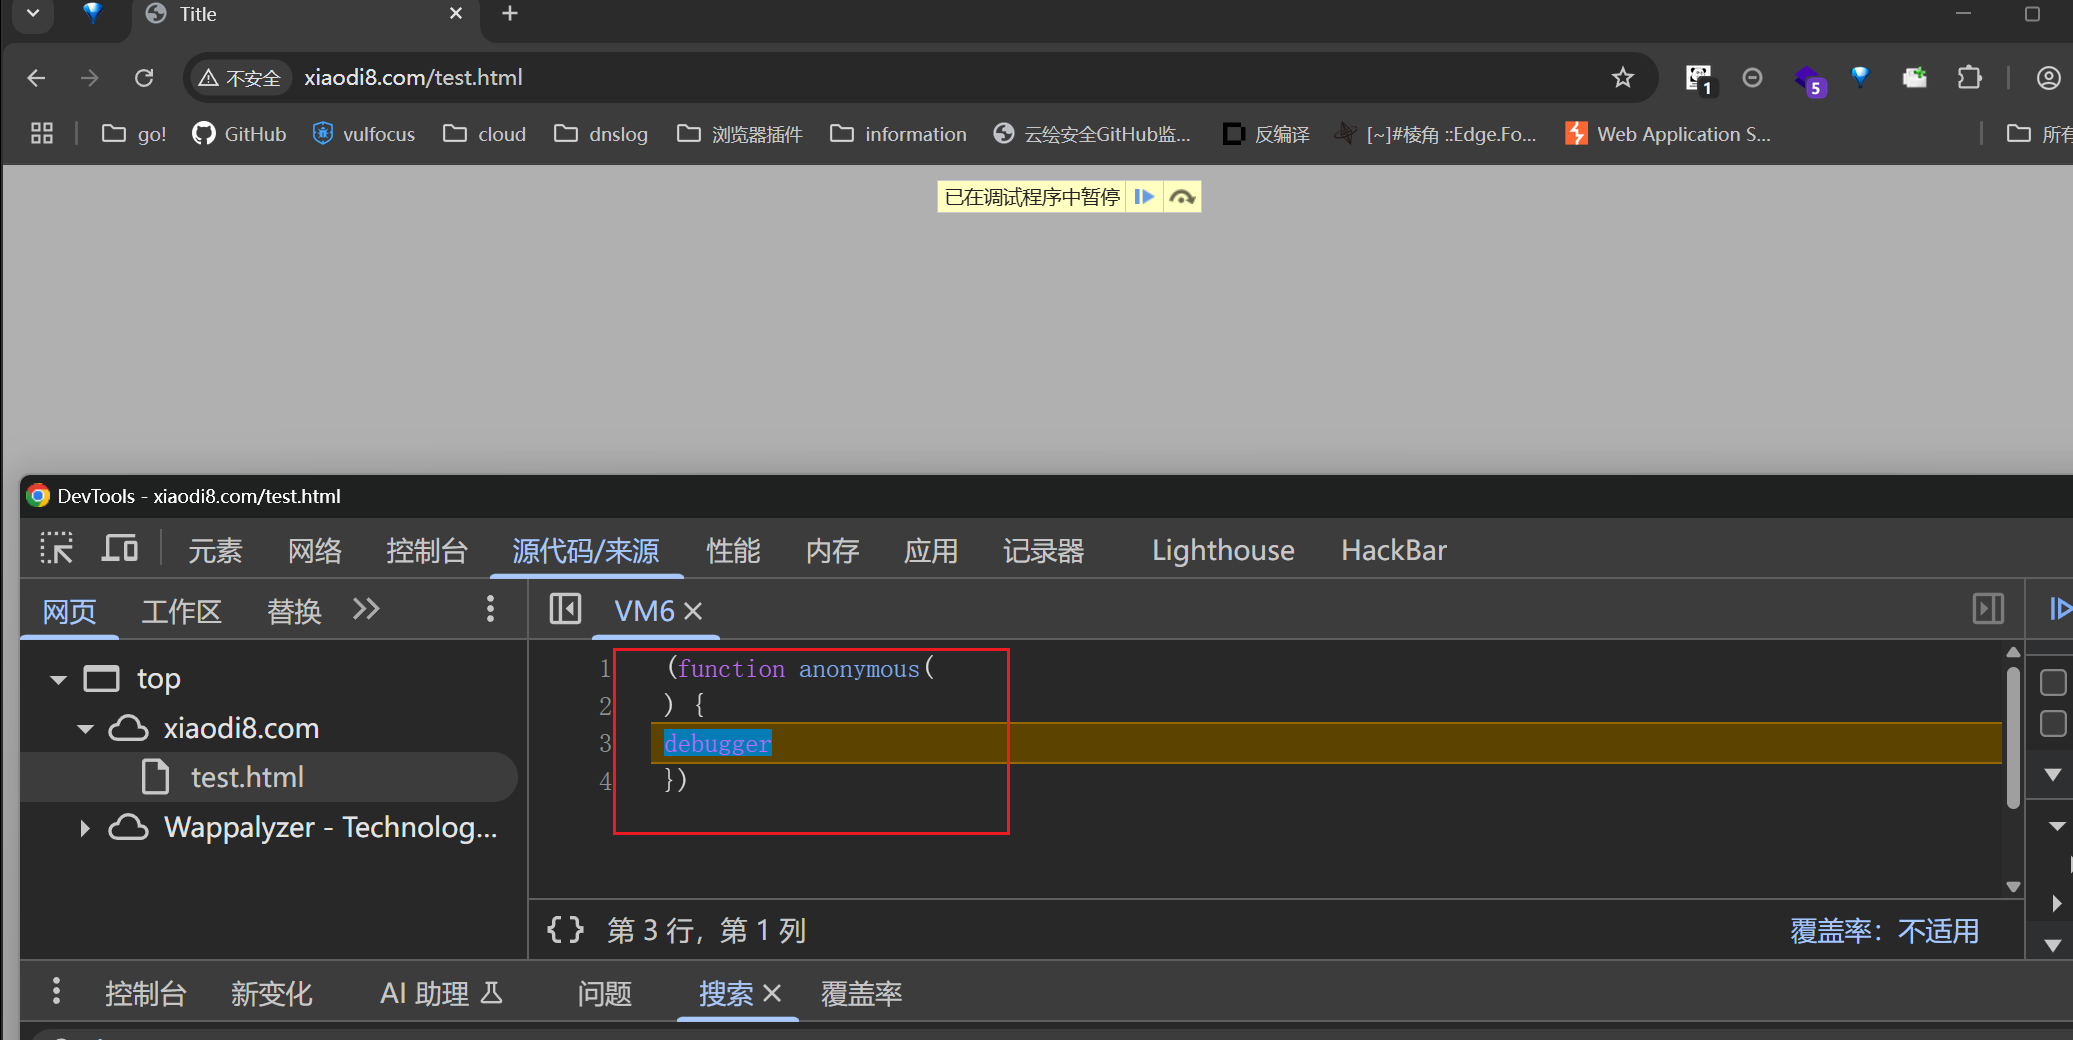 Title
不安全 xiaodi8.com/test.html
1
5
go! GitHub vulfocus cloud dnslog 浏览器插件 information 云绘安全GitHub监... 反编译 [~]#棱角 ::Edge.Fo... Web Application S... 所有
已在调试程序中暂停
DevTools - xiaodi8.com/test.html
元素 网络 控制台 源代码/来源 性能 内存 应用 记录器 Lighthouse HackBar
网页 工作区 替换 VM6
top
xiaodi8.com
test.html
Wappalyzer - Technolog...
1 (function anonymous(
2 ) {
3 debugger
4 })
{} 第 3 行，第 1 列 覆盖率：不适用
控制台 新变化 AI 助理 问题 搜索 覆盖率